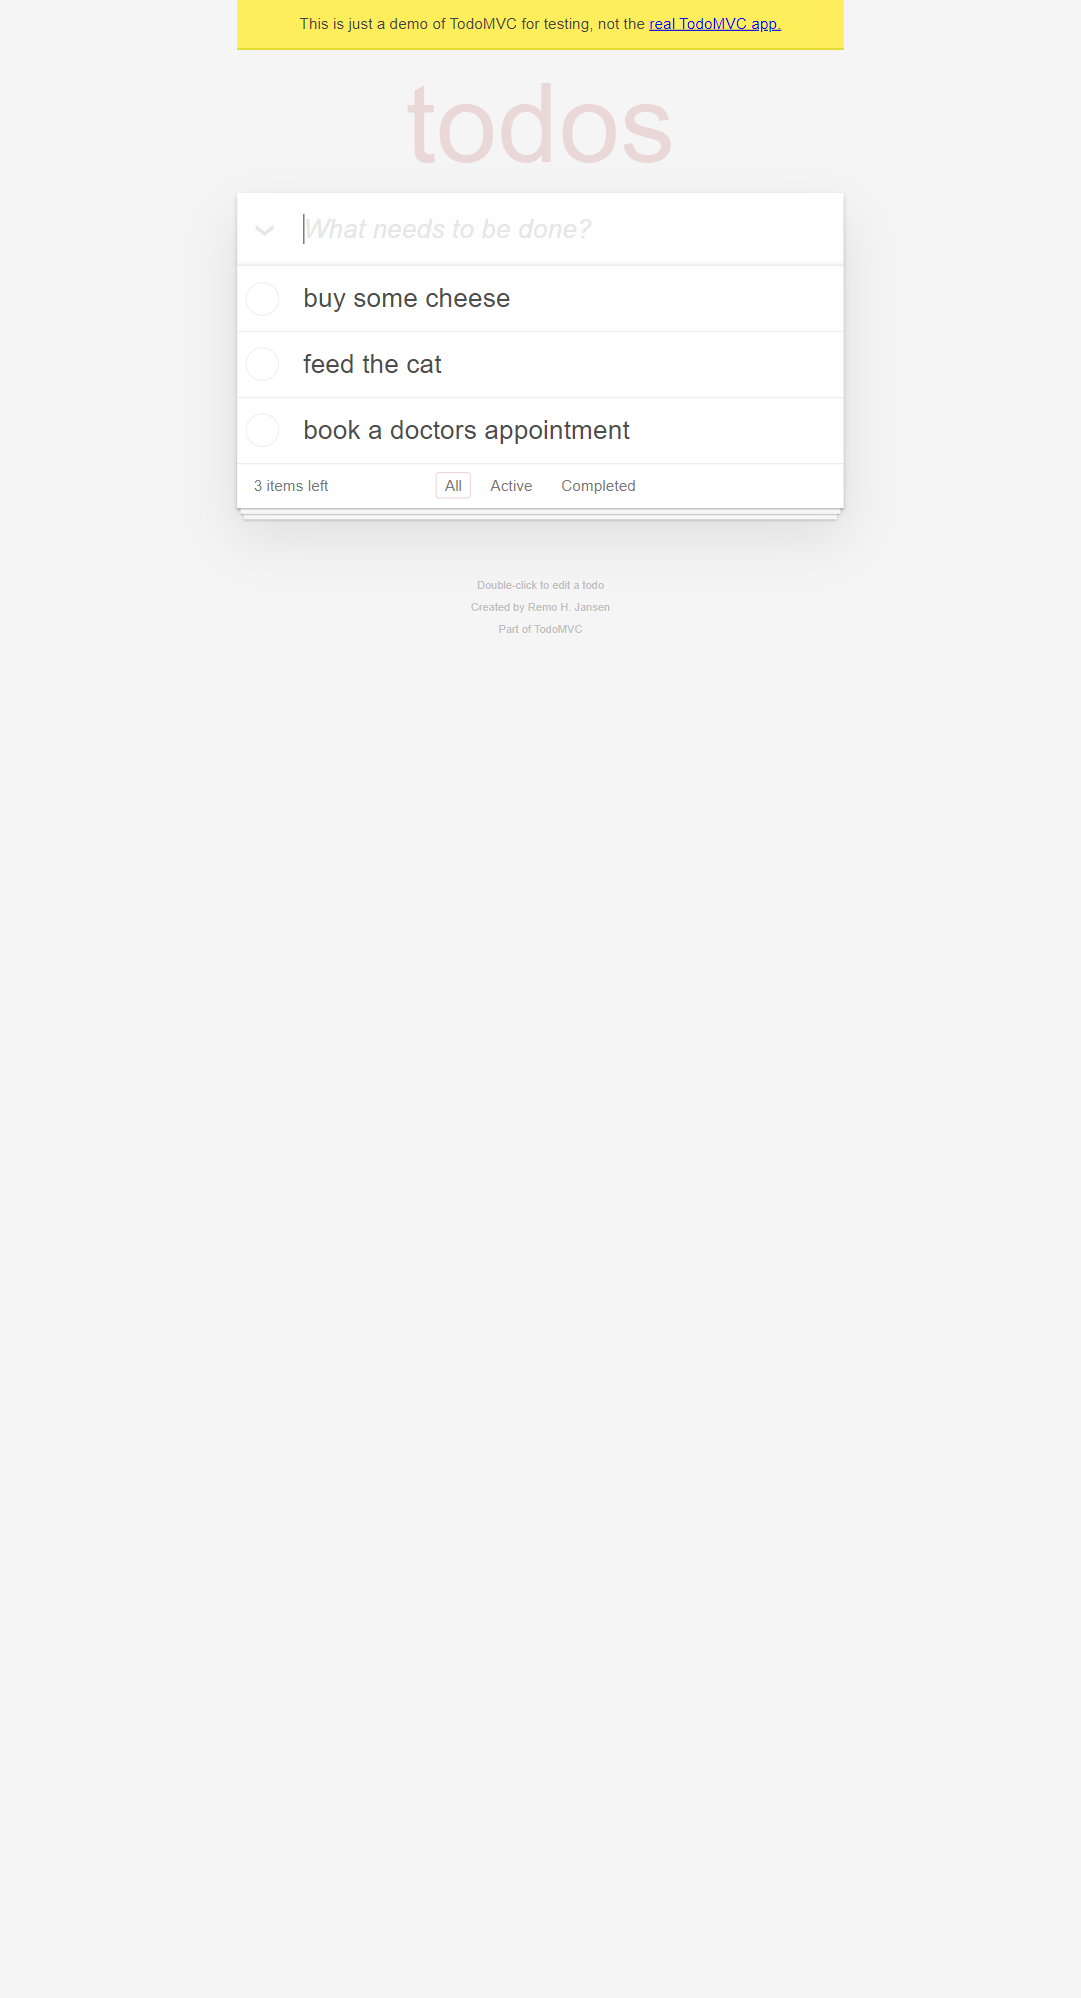 This is just a demo of TodoMVC for testing, not the real TodoMVC app.
todos
What needs to be done?
buy some cheese
feed the cat
book a doctors appointment
3 items left All Active Completed
Double-click to edit a todo
Created by Remo H. Jansen
Part of TodoMVC